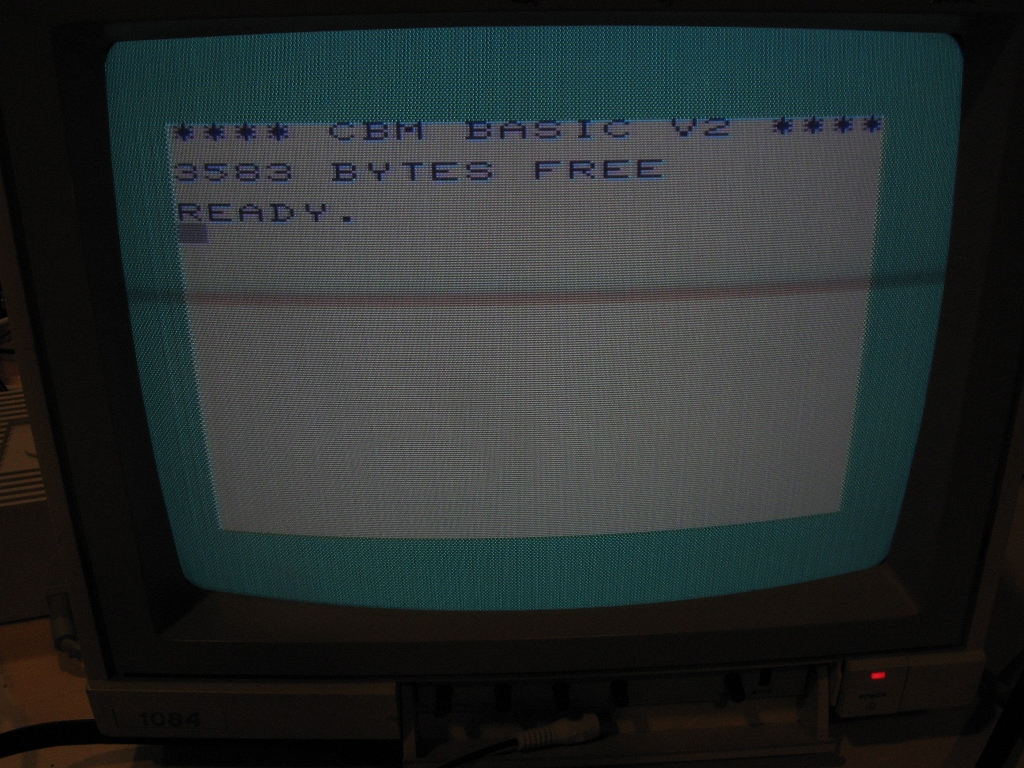 **** CBM BASIC V2 ****
3583 BYTES FREE
READY.
1084